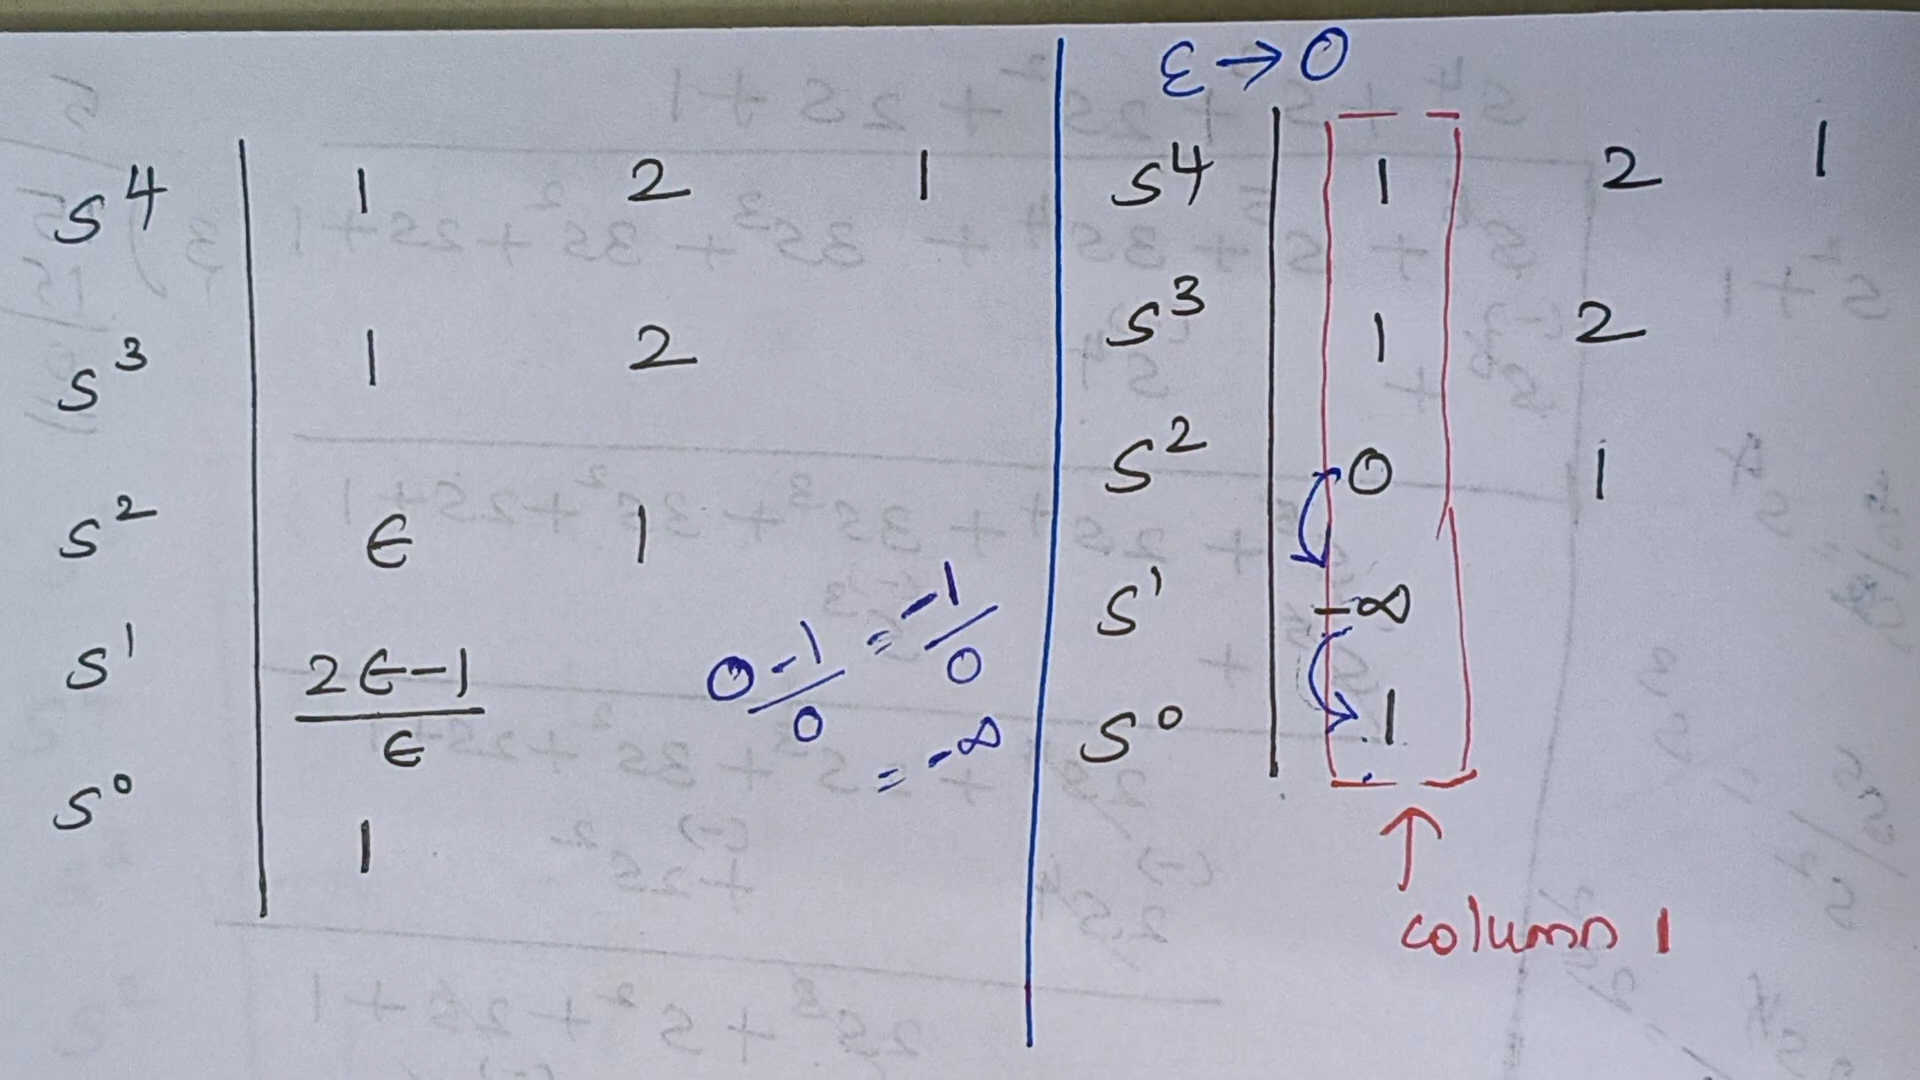 s⁴ | 1 2 1
s³ | 1 2
s² | ϵ 1
s¹ | 2ϵ-1/ϵ
0-1/0 = -1/0
= -∞
s⁰ | 1
ε → 0
s⁴ | 1 2 1
s³ | 1 2
s² | 0 1
s¹ | -∞
s⁰ | 1
↑
column 1